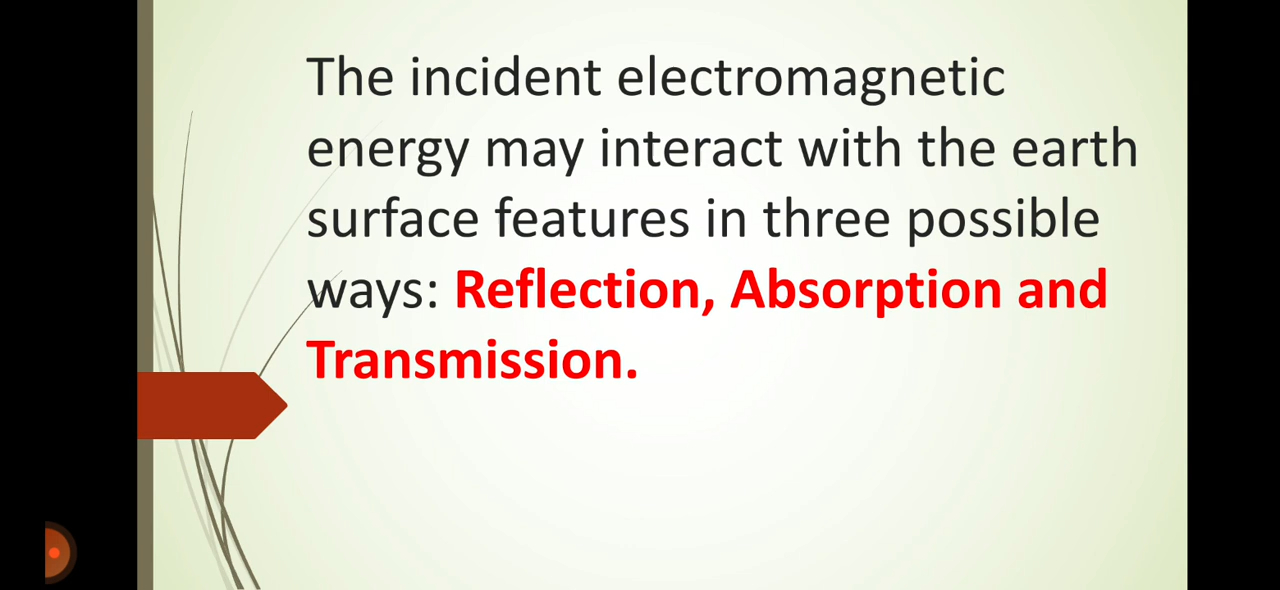 The incident electromagnetic
energy may interact with the earth
surface features in three possible
ways: Reflection, Absorption and
Transmission.